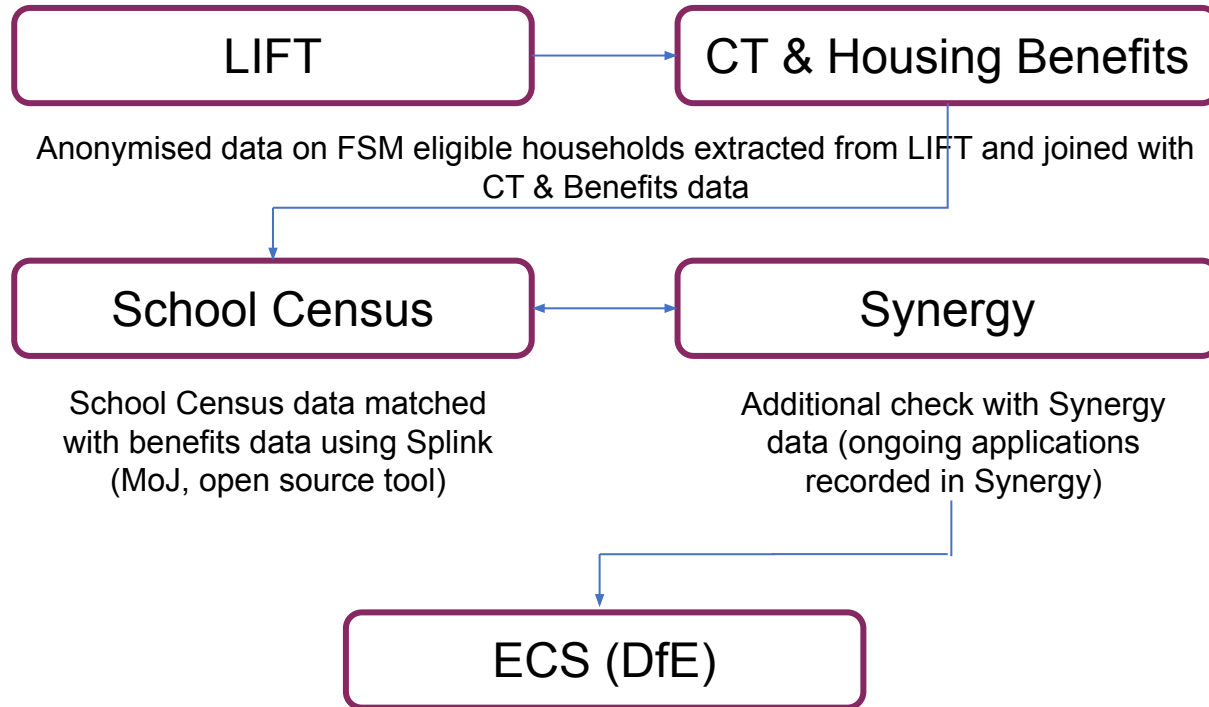 LIFT
CT & Housing Benefits
Anonymised data on FSM eligible households extracted from LIFT and joined with
CT & Benefits data
School Census
Synergy
School Census data matched
with benefits data using Splink
(MoJ, open source tool)
Additional check with Synergy
data (ongoing applications
recorded in Synergy)
ECS (DfE)